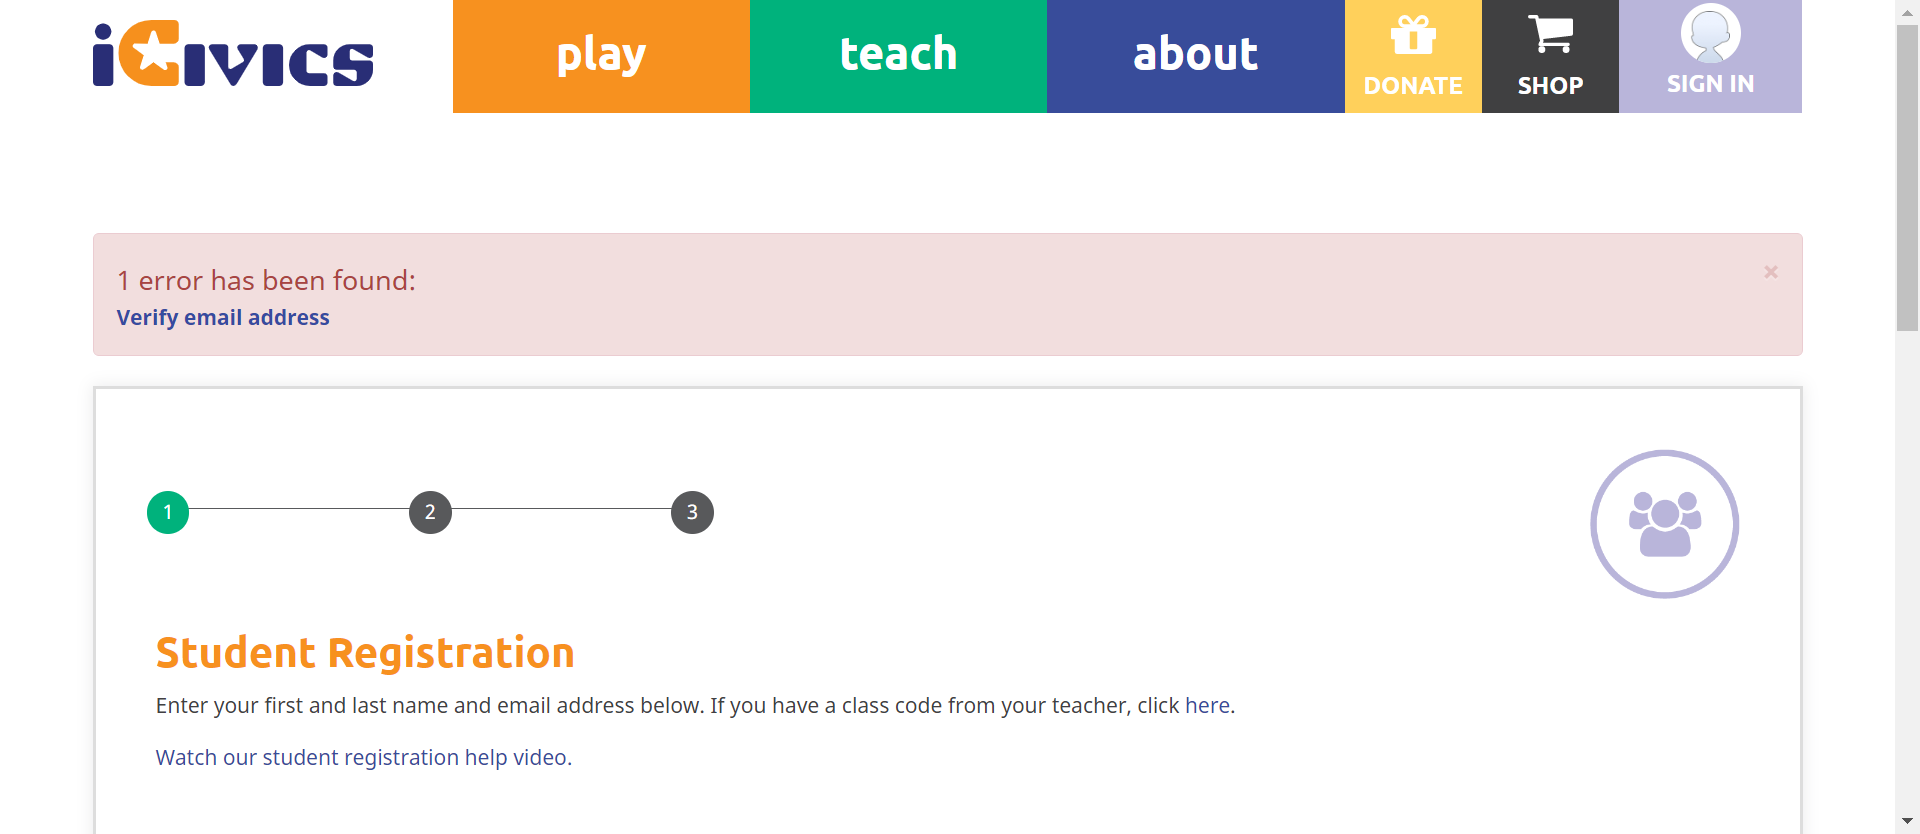 iCivics
play
teach
about
DONATE
SHOP
SIGN IN
1 error has been found:
×
Verify email address
1
2
3
Student Registration
Enter your first and last name and email address below. If you have a class code from your teacher, click here.
Watch our student registration help video.